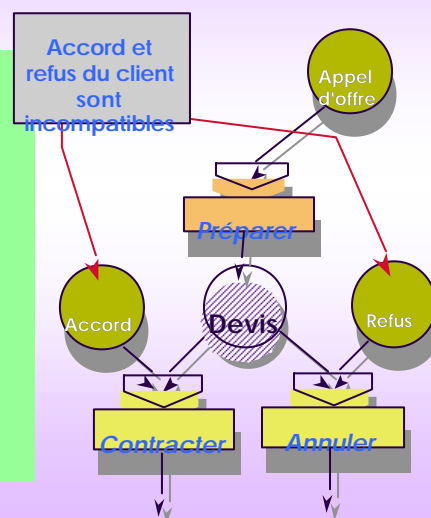 Accord et
refus du client
sont
incompatibles
Appel
d'offre
Préparer
Accord
Devis
Refus
Contracter
Annuler